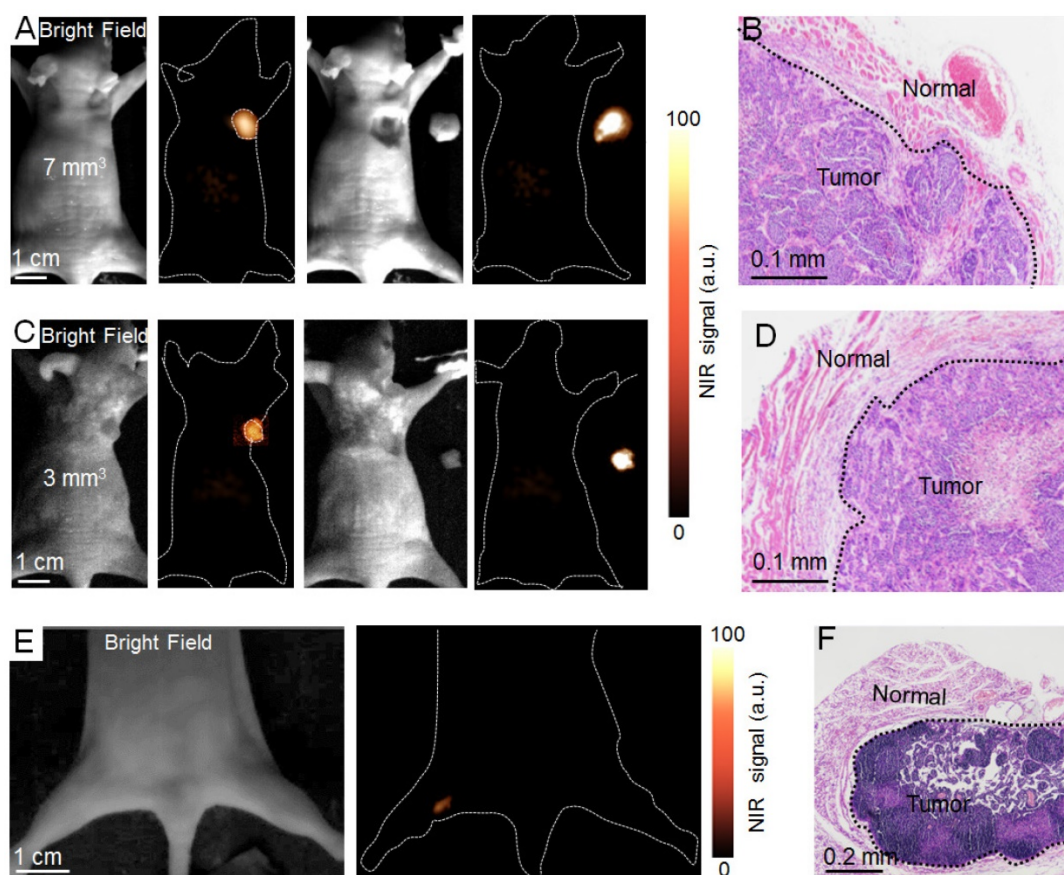 A Bright Field
7 mm³
1 cm
100
NIR signal (a.u.)
0
B
Normal
Tumor
0.1 mm
C Bright Field
3 mm³
1 cm
D
Normal
Tumor
0.1 mm
E Bright Field
1 cm
100
NIR signal (a.u.)
0
F
Normal
Tumor
0.2 mm